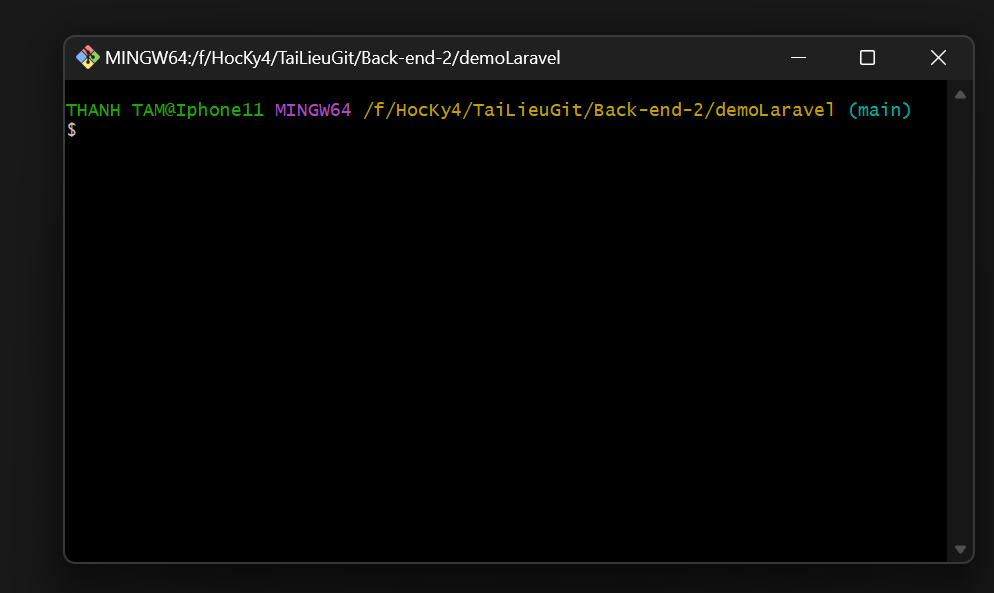 MINGW64:/f/HocKy4/TaiLieuGit/Back-end-2/demoLaravel
THANH TAM@Iphone11 MINGW64 /f/HocKy4/TaiLieuGit/Back-end-2/demoLaravel (main)
$